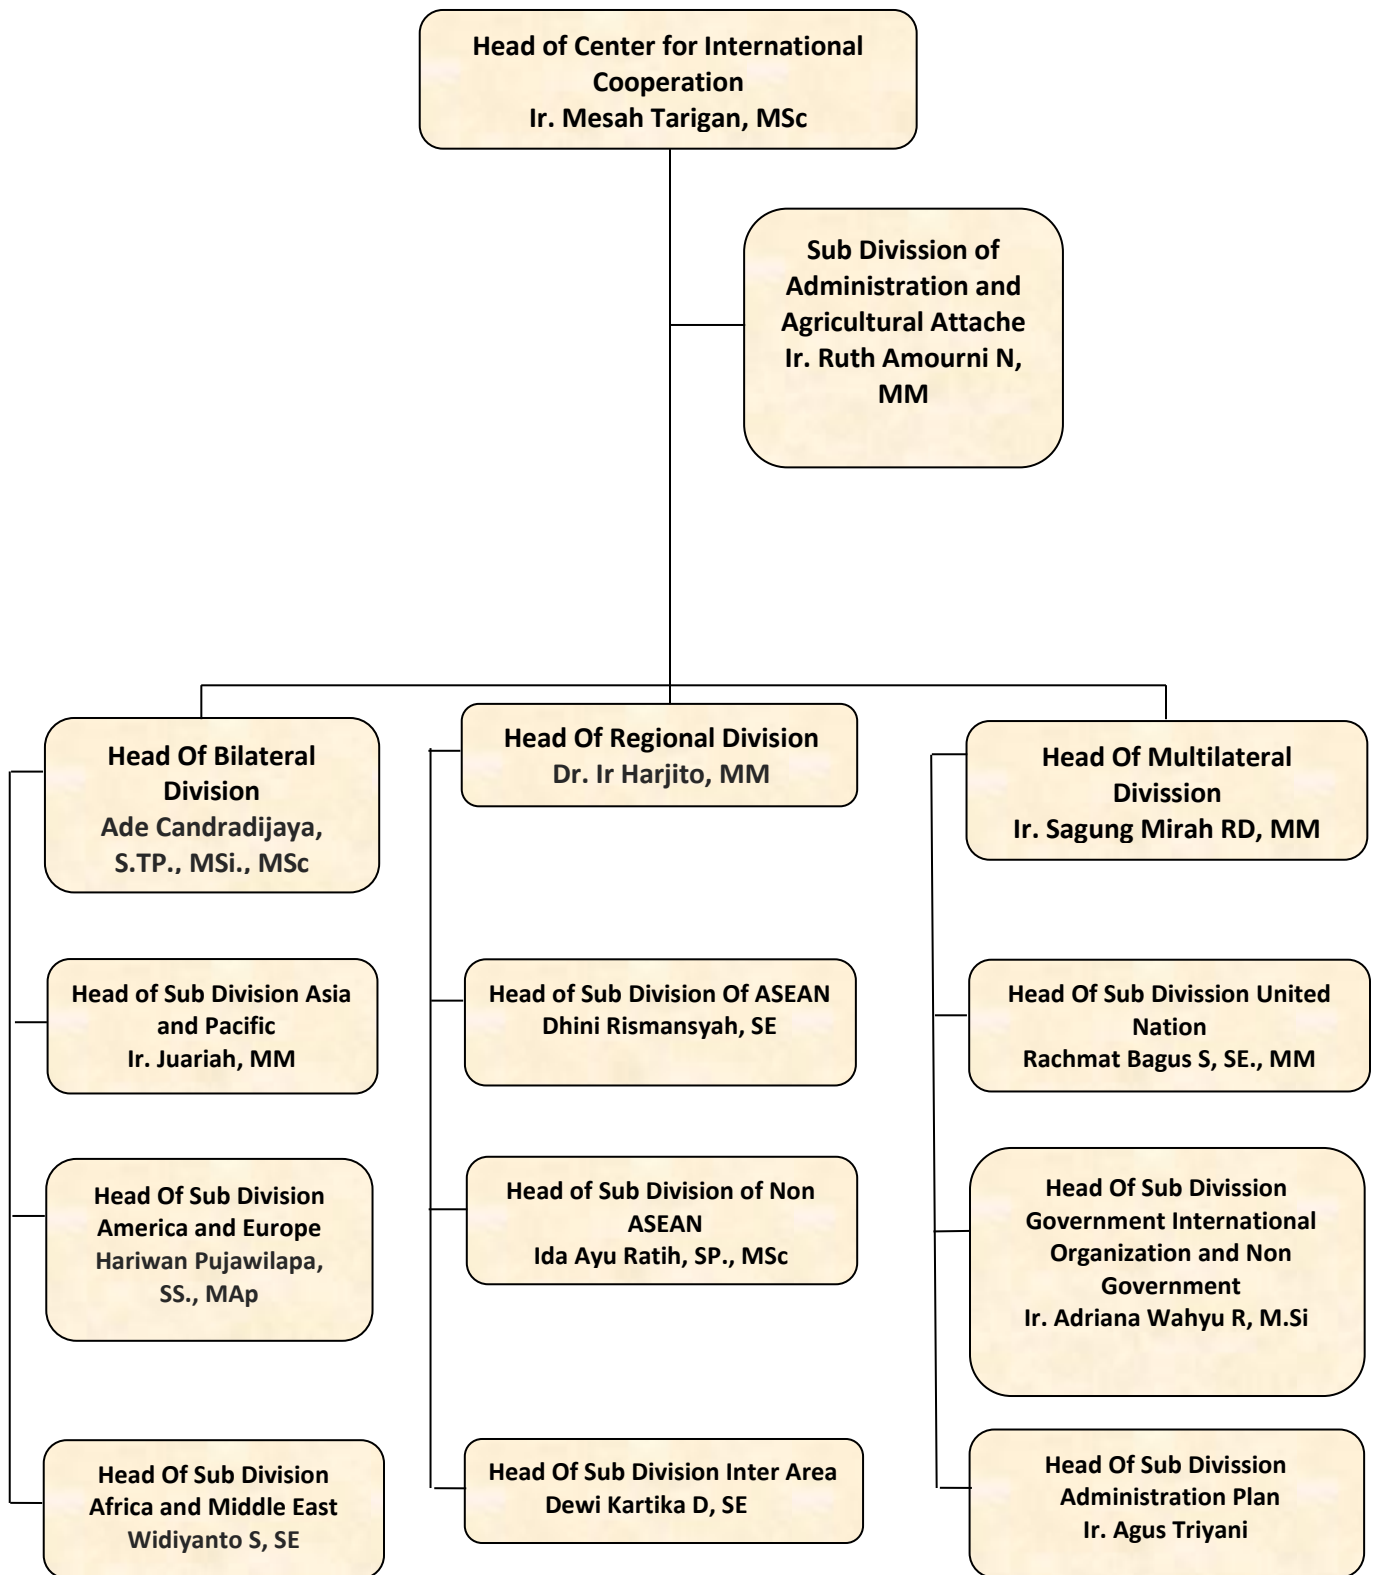 Head of Center for International
Cooperation
Ir. Mesah Tarigan, MSc
Sub Divission of
Administration and
Agricultural Attache
Ir. Ruth Amourni N,
MM
Head Of Bilateral
Division
Ade Candradijaya,
S.TP., MSi., MSc
Head of Sub Division Asia
and Pacific
Ir. Juariah, MM
Head Of Sub Division
America and Europe
Hariwan Pujawilapa,
SS., MAp
Head Of Sub Division
Africa and Middle East
Widiyanto S, SE
Head Of Regional Division
Dr. Ir Harjito, MM
Head of Sub Division Of ASEAN
Dhini Rismansyah, SE
Head of Sub Division of Non
ASEAN
Ida Ayu Ratih, SP., MSc
Head Of Sub Division Inter Area
Dewi Kartika D, SE
Head Of Multilateral
Divission
Ir. Sagung Mirah RD, MM
Head Of Sub Divission United
Nation
Rachmat Bagus S, SE., MM
Head Of Sub Divission
Government International
Organization and Non
Government
Ir. Adriana Wahyu R, M.Si
Head Of Sub Divission
Administration Plan
Ir. Agus Triyani